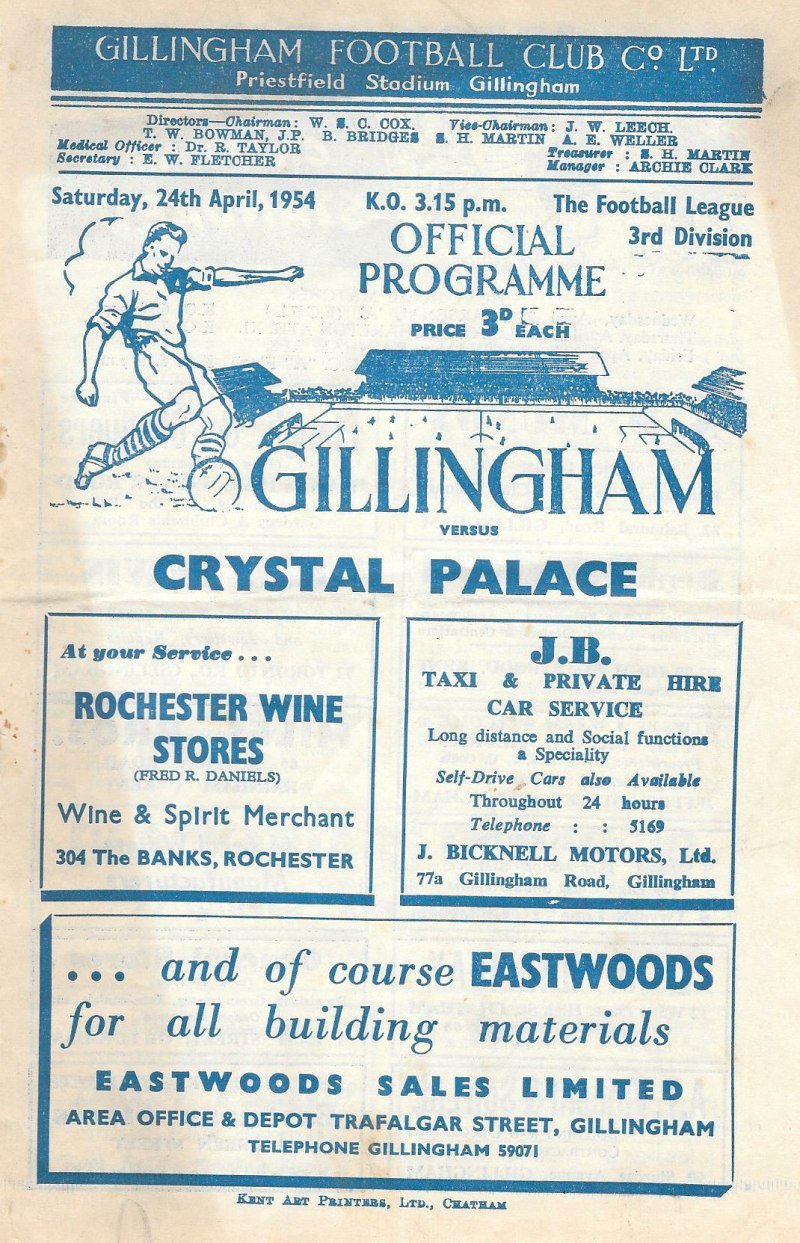 GILLINGHAM FOOTBALL CLUB Co LTD.
Priestfield Stadium Gillingham
Directors—Chairman: W. S. C. COX. Vice-Chairman: J. W. LEECH.
T. W. BOWMAN, J.P. B. BRIDGES S. H. MARTIN A. E. WELLER
Medical Officer : Dr. R. TAYLOR Treasurer : S. H. MARTIN
Secretary : E. W. FLETCHER Manager : ARCHIE CLARK
Saturday, 24th April, 1954 K.O. 3.15 p.m. The Football League
3rd Division
OFFICIAL
PROGRAMME
PRICE 3D EACH
GILLINGHAM
VERSUS
CRYSTAL PALACE
At your Service ...
ROCHESTER WINE
STORES
(FRED R. DANIELS)
Wine & Spirit Merchant
304 The BANKS, ROCHESTER
J.B.
TAXI & PRIVATE HIRE
CAR SERVICE
Long distance and Social functions
a Speciality
Self-Drive Cars also Available
Throughout 24 hours
Telephone : : 5169
J. BICKNELL MOTORS, Ltd.
77a Gillingham Road, Gillingham
... and of course EASTWOODS
for all building materials
EASTWOODS SALES LIMITED
AREA OFFICE & DEPOT TRAFALGAR STREET, GILLINGHAM
TELEPHONE GILLINGHAM 59071
KENT ART PRINTERS, LTD., CHATHAM